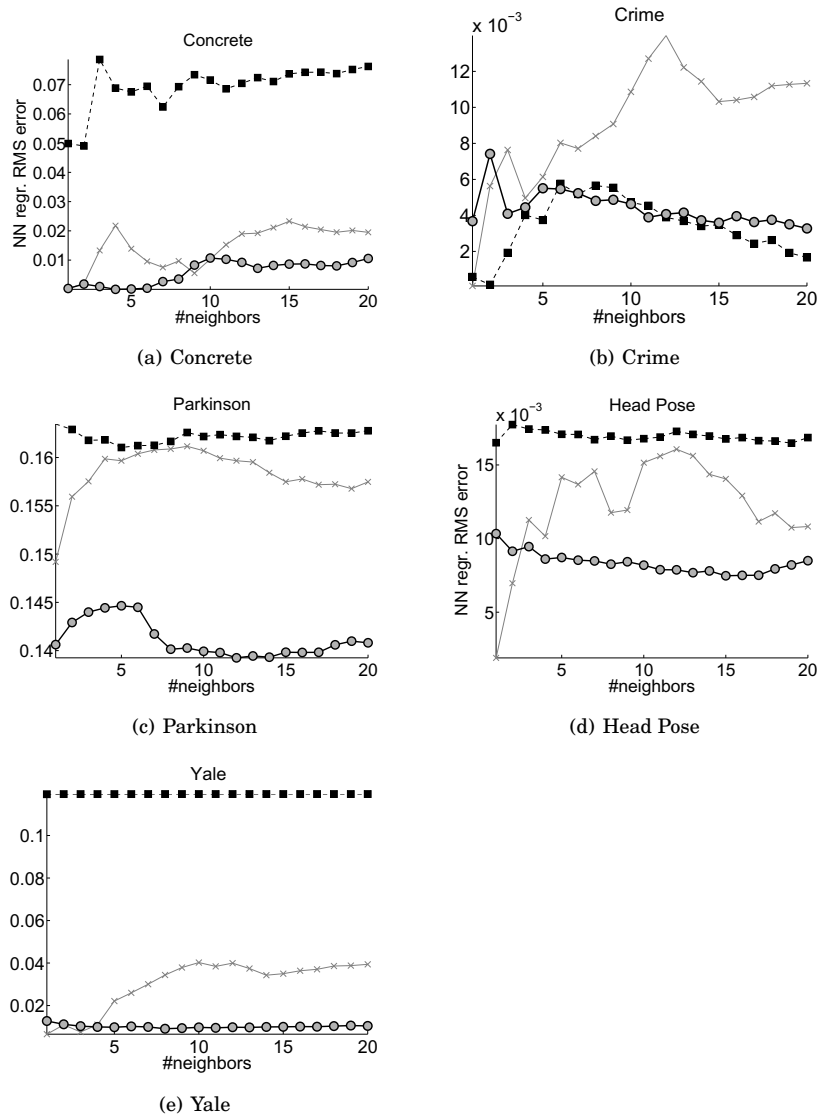 Concrete
NN regr. RMS error
0.07
0.06
0.05
0.04
0.03
0.02
0.01
5 10 15 20
#neighbors
(a) Concrete
x 10⁻³
Crime
12
10
8
6
4
2
5 10 15 20
#neighbors
(b) Crime
Parkinson
0.16
0.155
0.15
0.145
0.14
5 10 15 20
#neighbors
(c) Parkinson
x 10⁻³
Head Pose
NN regr. RMS error
15
10
5
5 10 15 20
#neighbors
(d) Head Pose
Yale
0.1
0.08
0.06
0.04
0.02
5 10 15 20
#neighbors
(e) Yale